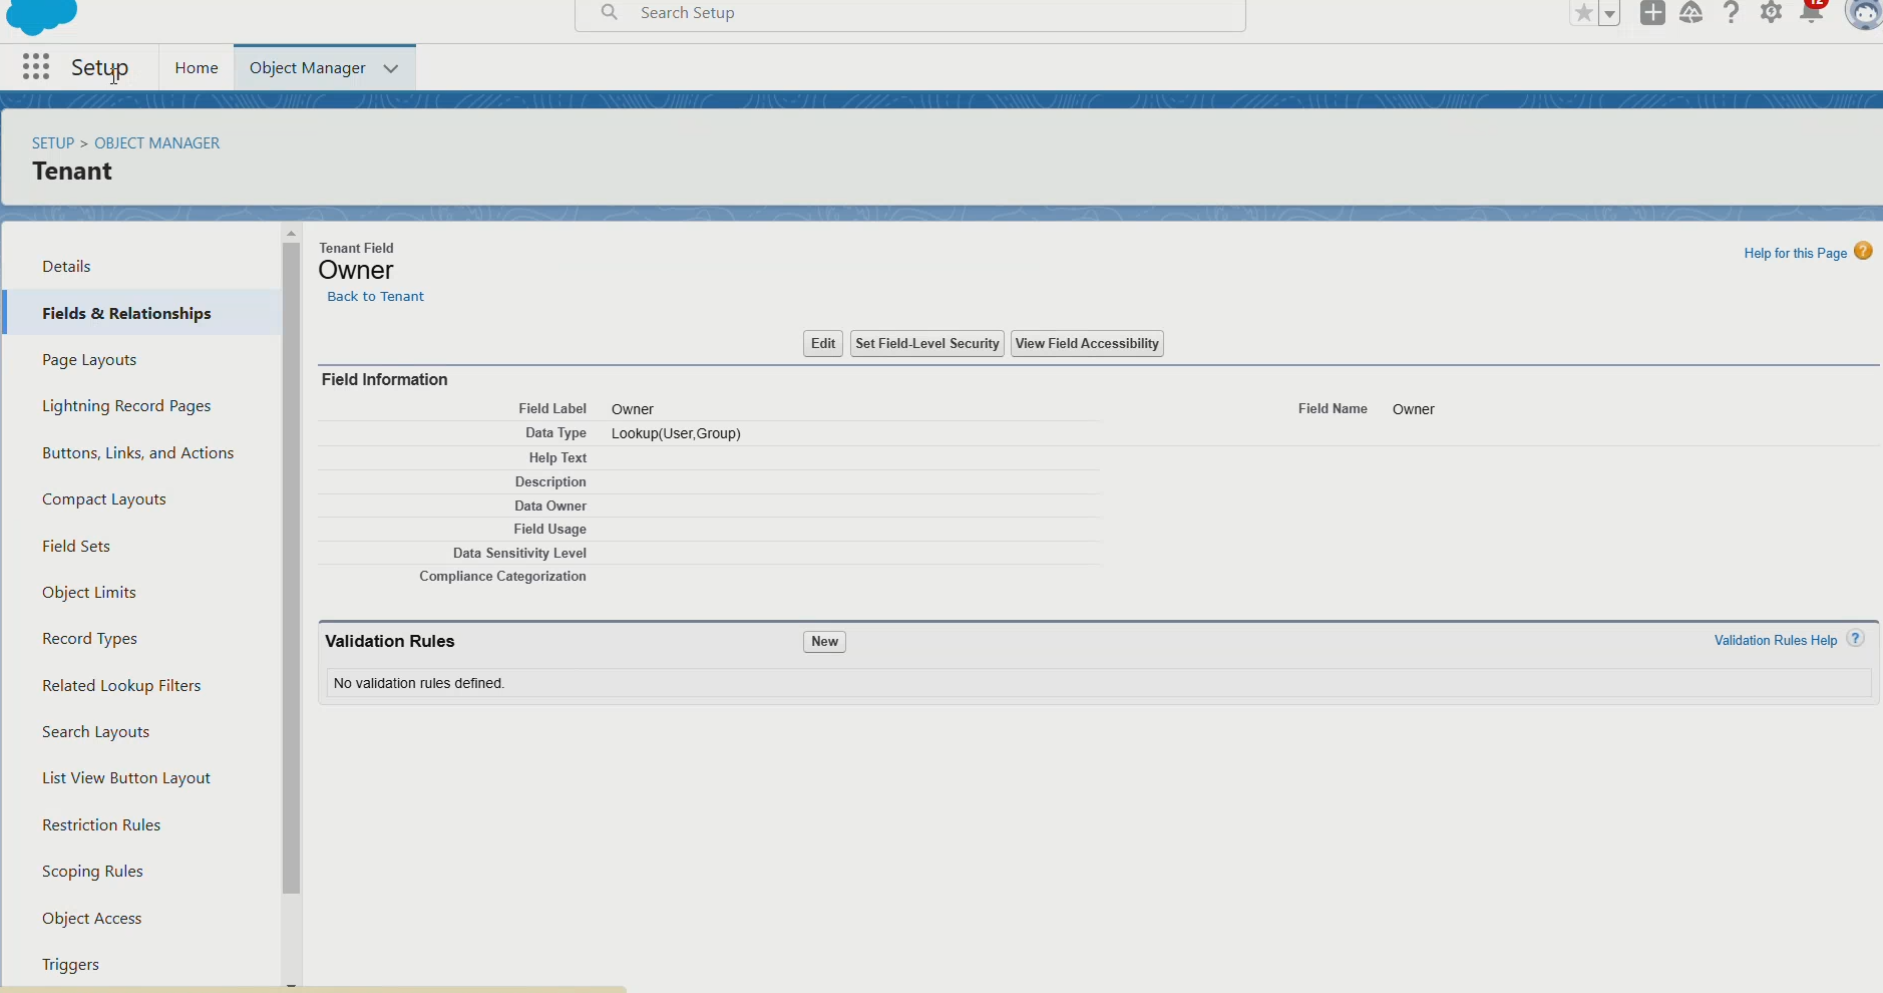 Search Setup
12
Setup
Home
Object Manager
SETUP > OBJECT MANAGER
Tenant
Details
Fields & Relationships
Page Layouts
Lightning Record Pages
Buttons, Links, and Actions
Compact Layouts
Field Sets
Object Limits
Record Types
Related Lookup Filters
Search Layouts
List View Button Layout
Restriction Rules
Scoping Rules
Object Access
Triggers
Tenant Field
Owner
Back to Tenant
Help for this Page ?
Edit
Set Field-Level Security
View Field Accessibility
Field Information
Field Label Owner
Field Name Owner
Data Type Lookup(User,Group)
Help Text
Description
Data Owner
Field Usage
Data Sensitivity Level
Compliance Categorization
Validation Rules
New
Validation Rules Help ?
No validation rules defined.